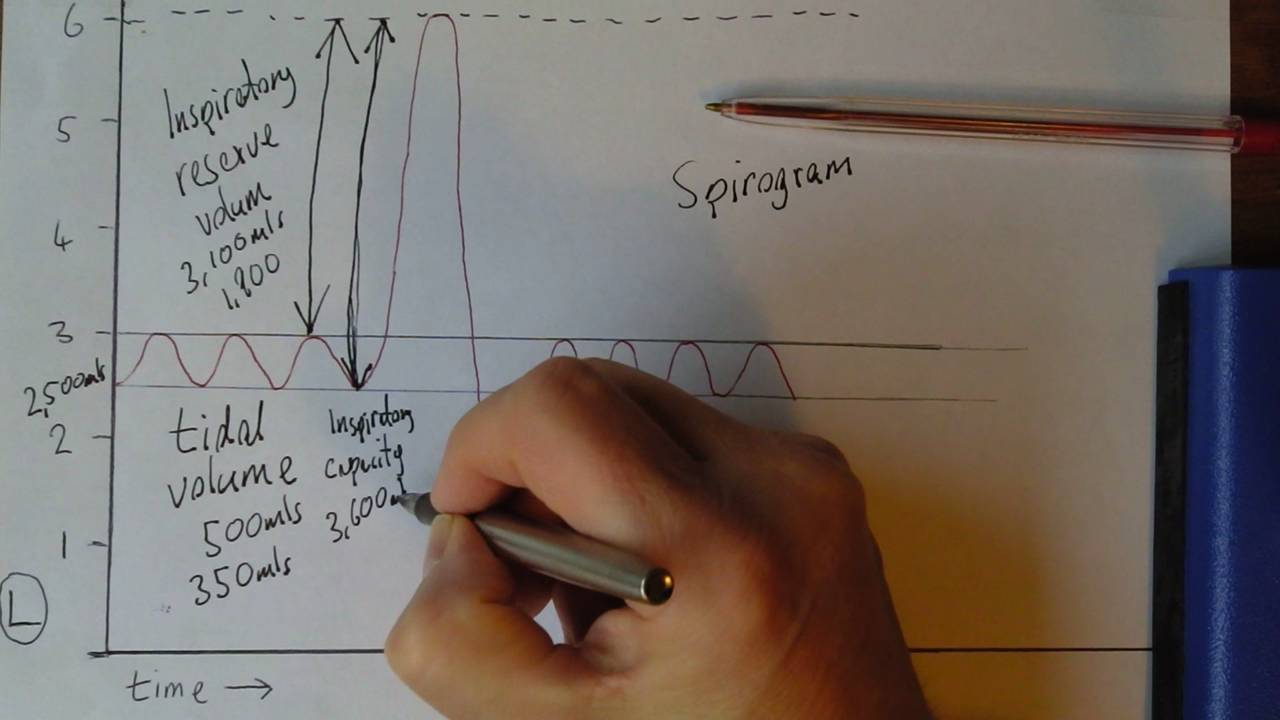 6
5
4
3
2,500mls
2
1
L
Inspiratory
reserve
volum
3,100mls
1,800
Spirogram
tidal
volume
500mls
350mls
Inspiratory
capacity
3,600ml
time →